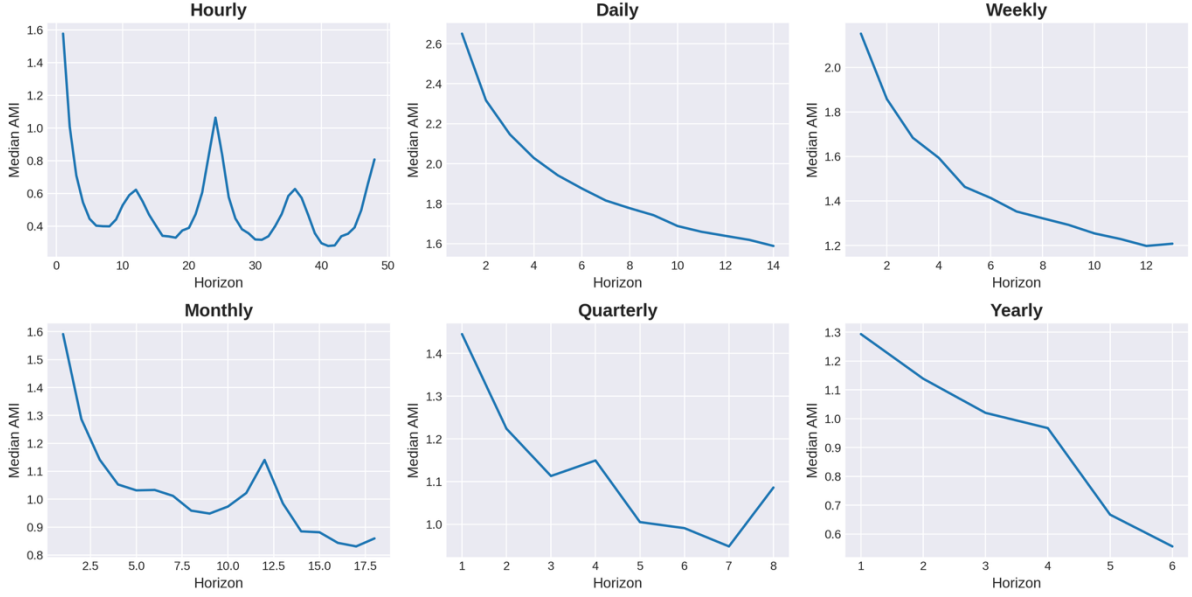 Hourly
Median AMI
1.6
1.4
1.2
1.0
0.8
0.6
0.4
0 10 20 30 40 50
Horizon
Daily
Median AMI
2.6
2.4
2.2
2.0
1.8
1.6
2 4 6 8 10 12 14
Horizon
Weekly
Median AMI
2.0
1.8
1.6
1.4
1.2
2 4 6 8 10 12
Horizon
Monthly
Median AMI
1.6
1.5
1.4
1.3
1.2
1.1
1.0
0.9
0.8
2.5 5.0 7.5 10.0 12.5 15.0 17.5
Horizon
Quarterly
Median AMI
1.4
1.3
1.2
1.1
1.0
1 2 3 4 5 6 7 8
Horizon
Yearly
Median AMI
1.3
1.2
1.1
1.0
0.9
0.8
0.7
0.6
1 2 3 4 5 6
Horizon